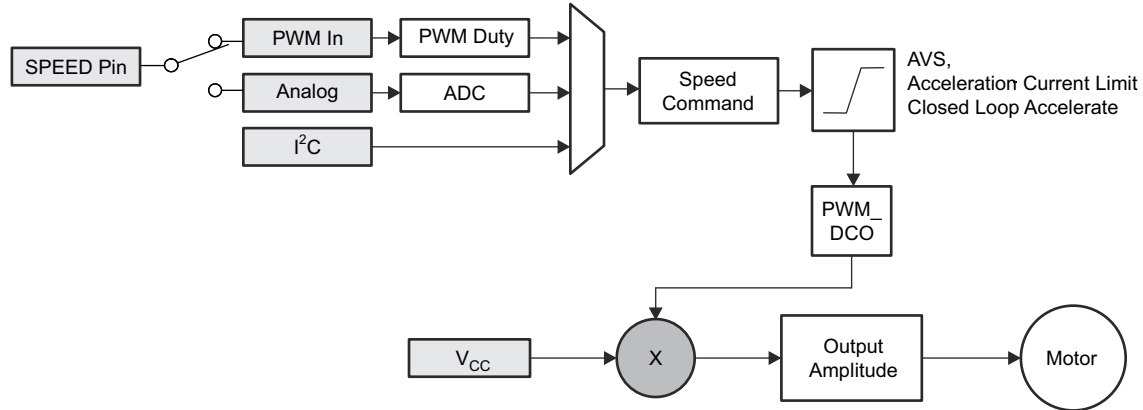 SPEED Pin
PWM In
PWM Duty
Analog
ADC
I²C
Speed
Command
AVS,
Acceleration Current Limit
Closed Loop Accelerate
PWM_
DCO
VCC
X
Output
Amplitude
Motor